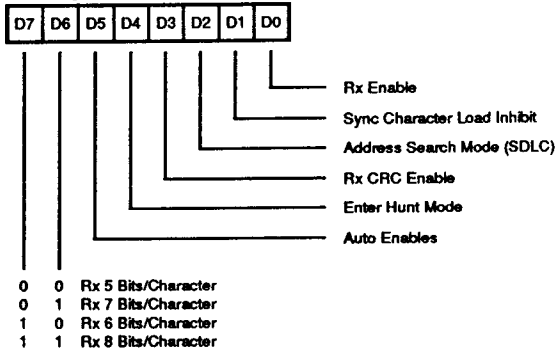 D7 D6 D5 D4 D3 D2 D1 D0
Rx Enable
Sync Character Load Inhibit
Address Search Mode (SDLC)
Rx CRC Enable
Enter Hunt Mode
Auto Enables
0 0 Rx 5 Bits/Character
0 1 Rx 7 Bits/Character
1 0 Rx 6 Bits/Character
1 1 Rx 8 Bits/Character